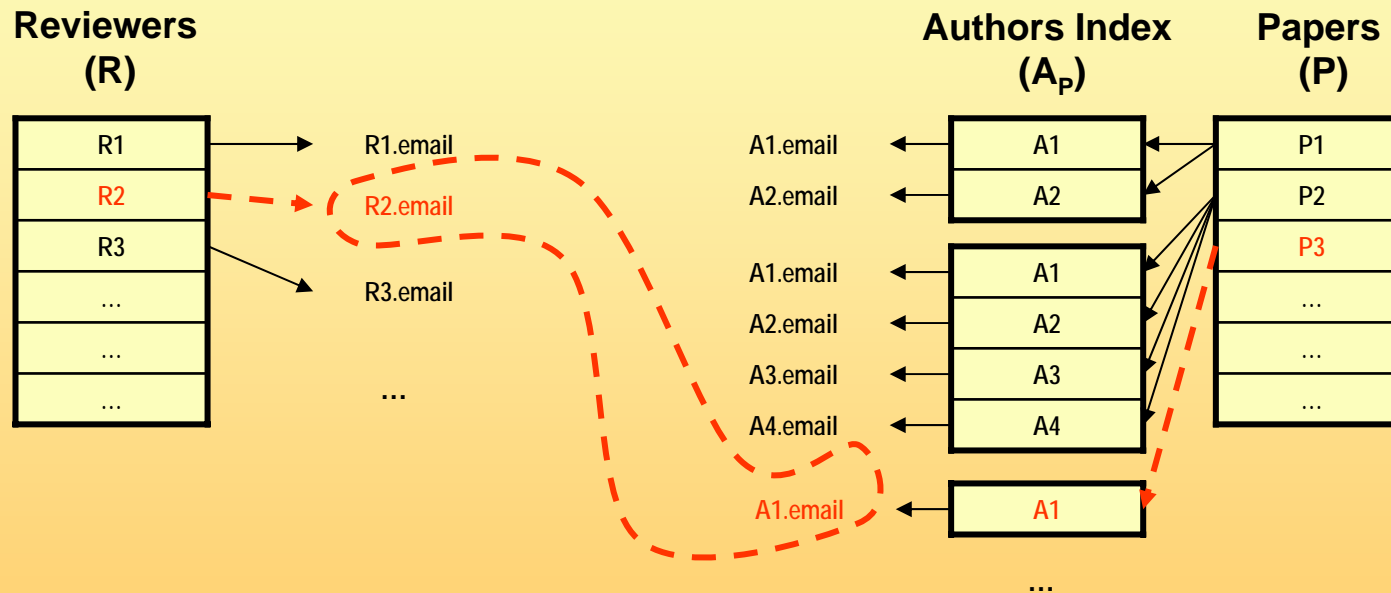 Reviewers
(R)
R1
R2
R3
...
...
...
R1.email
R2.email
R3.email
...
Authors Index
(AP)
A1.email
A2.email
A1.email
A2.email
A3.email
A4.email
A1.email
A1
A2
A1
A2
A3
A4
A1
...
Papers
(P)
P1
P2
P3
...
...
...